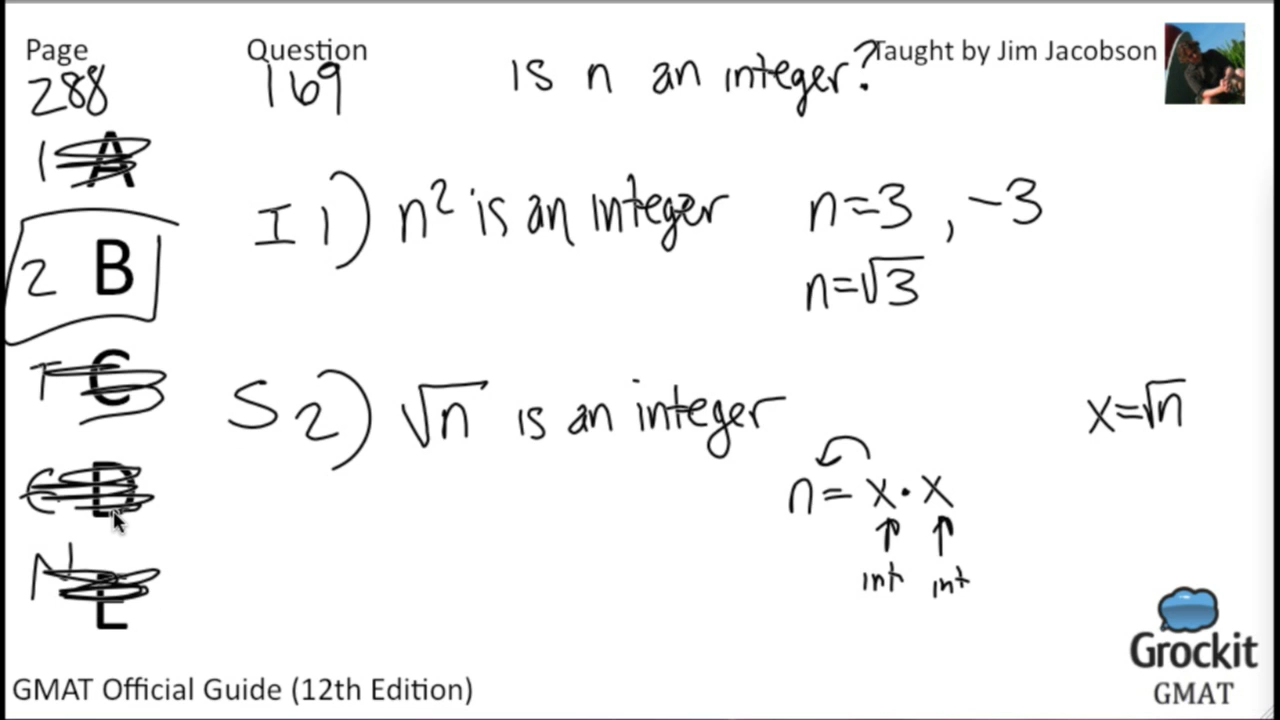 Page Question Taught by Jim Jacobson
288 169 is n an integer?
1 A
I 1) n² is an integer n=3, -3
2 B
n=√3
T C
S 2) √n is an integer x=√n
E D
n= x·x
int int
N E
Grockit
GMAT
GMAT Official Guide (12th Edition)